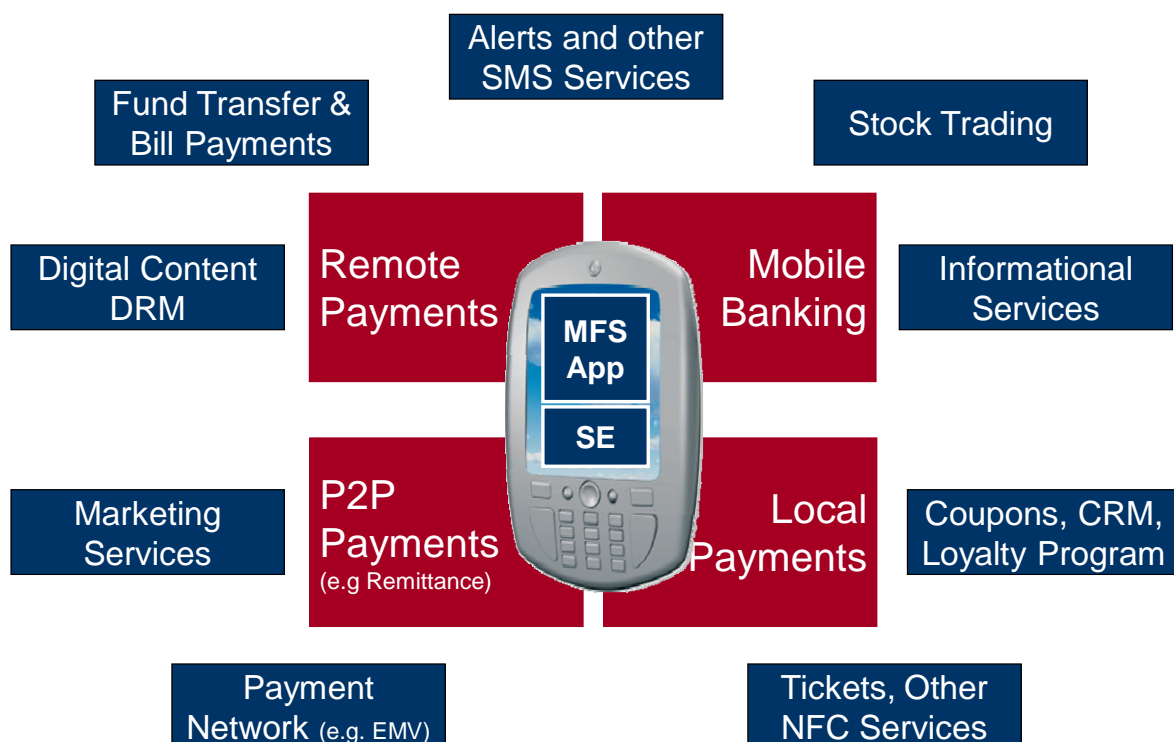 Alerts and other
SMS Services
Fund Transfer &
Bill Payments
Stock Trading
Digital Content
DRM
Remote
Payments
Mobile
Banking
Informational
Services
MFS
App
SE
Marketing
Services
P2P
Payments
(e.g Remittance)
Local
Payments
Coupons, CRM,
Loyalty Program
Payment
Network (e.g. EMV)
Tickets, Other
NFC Services